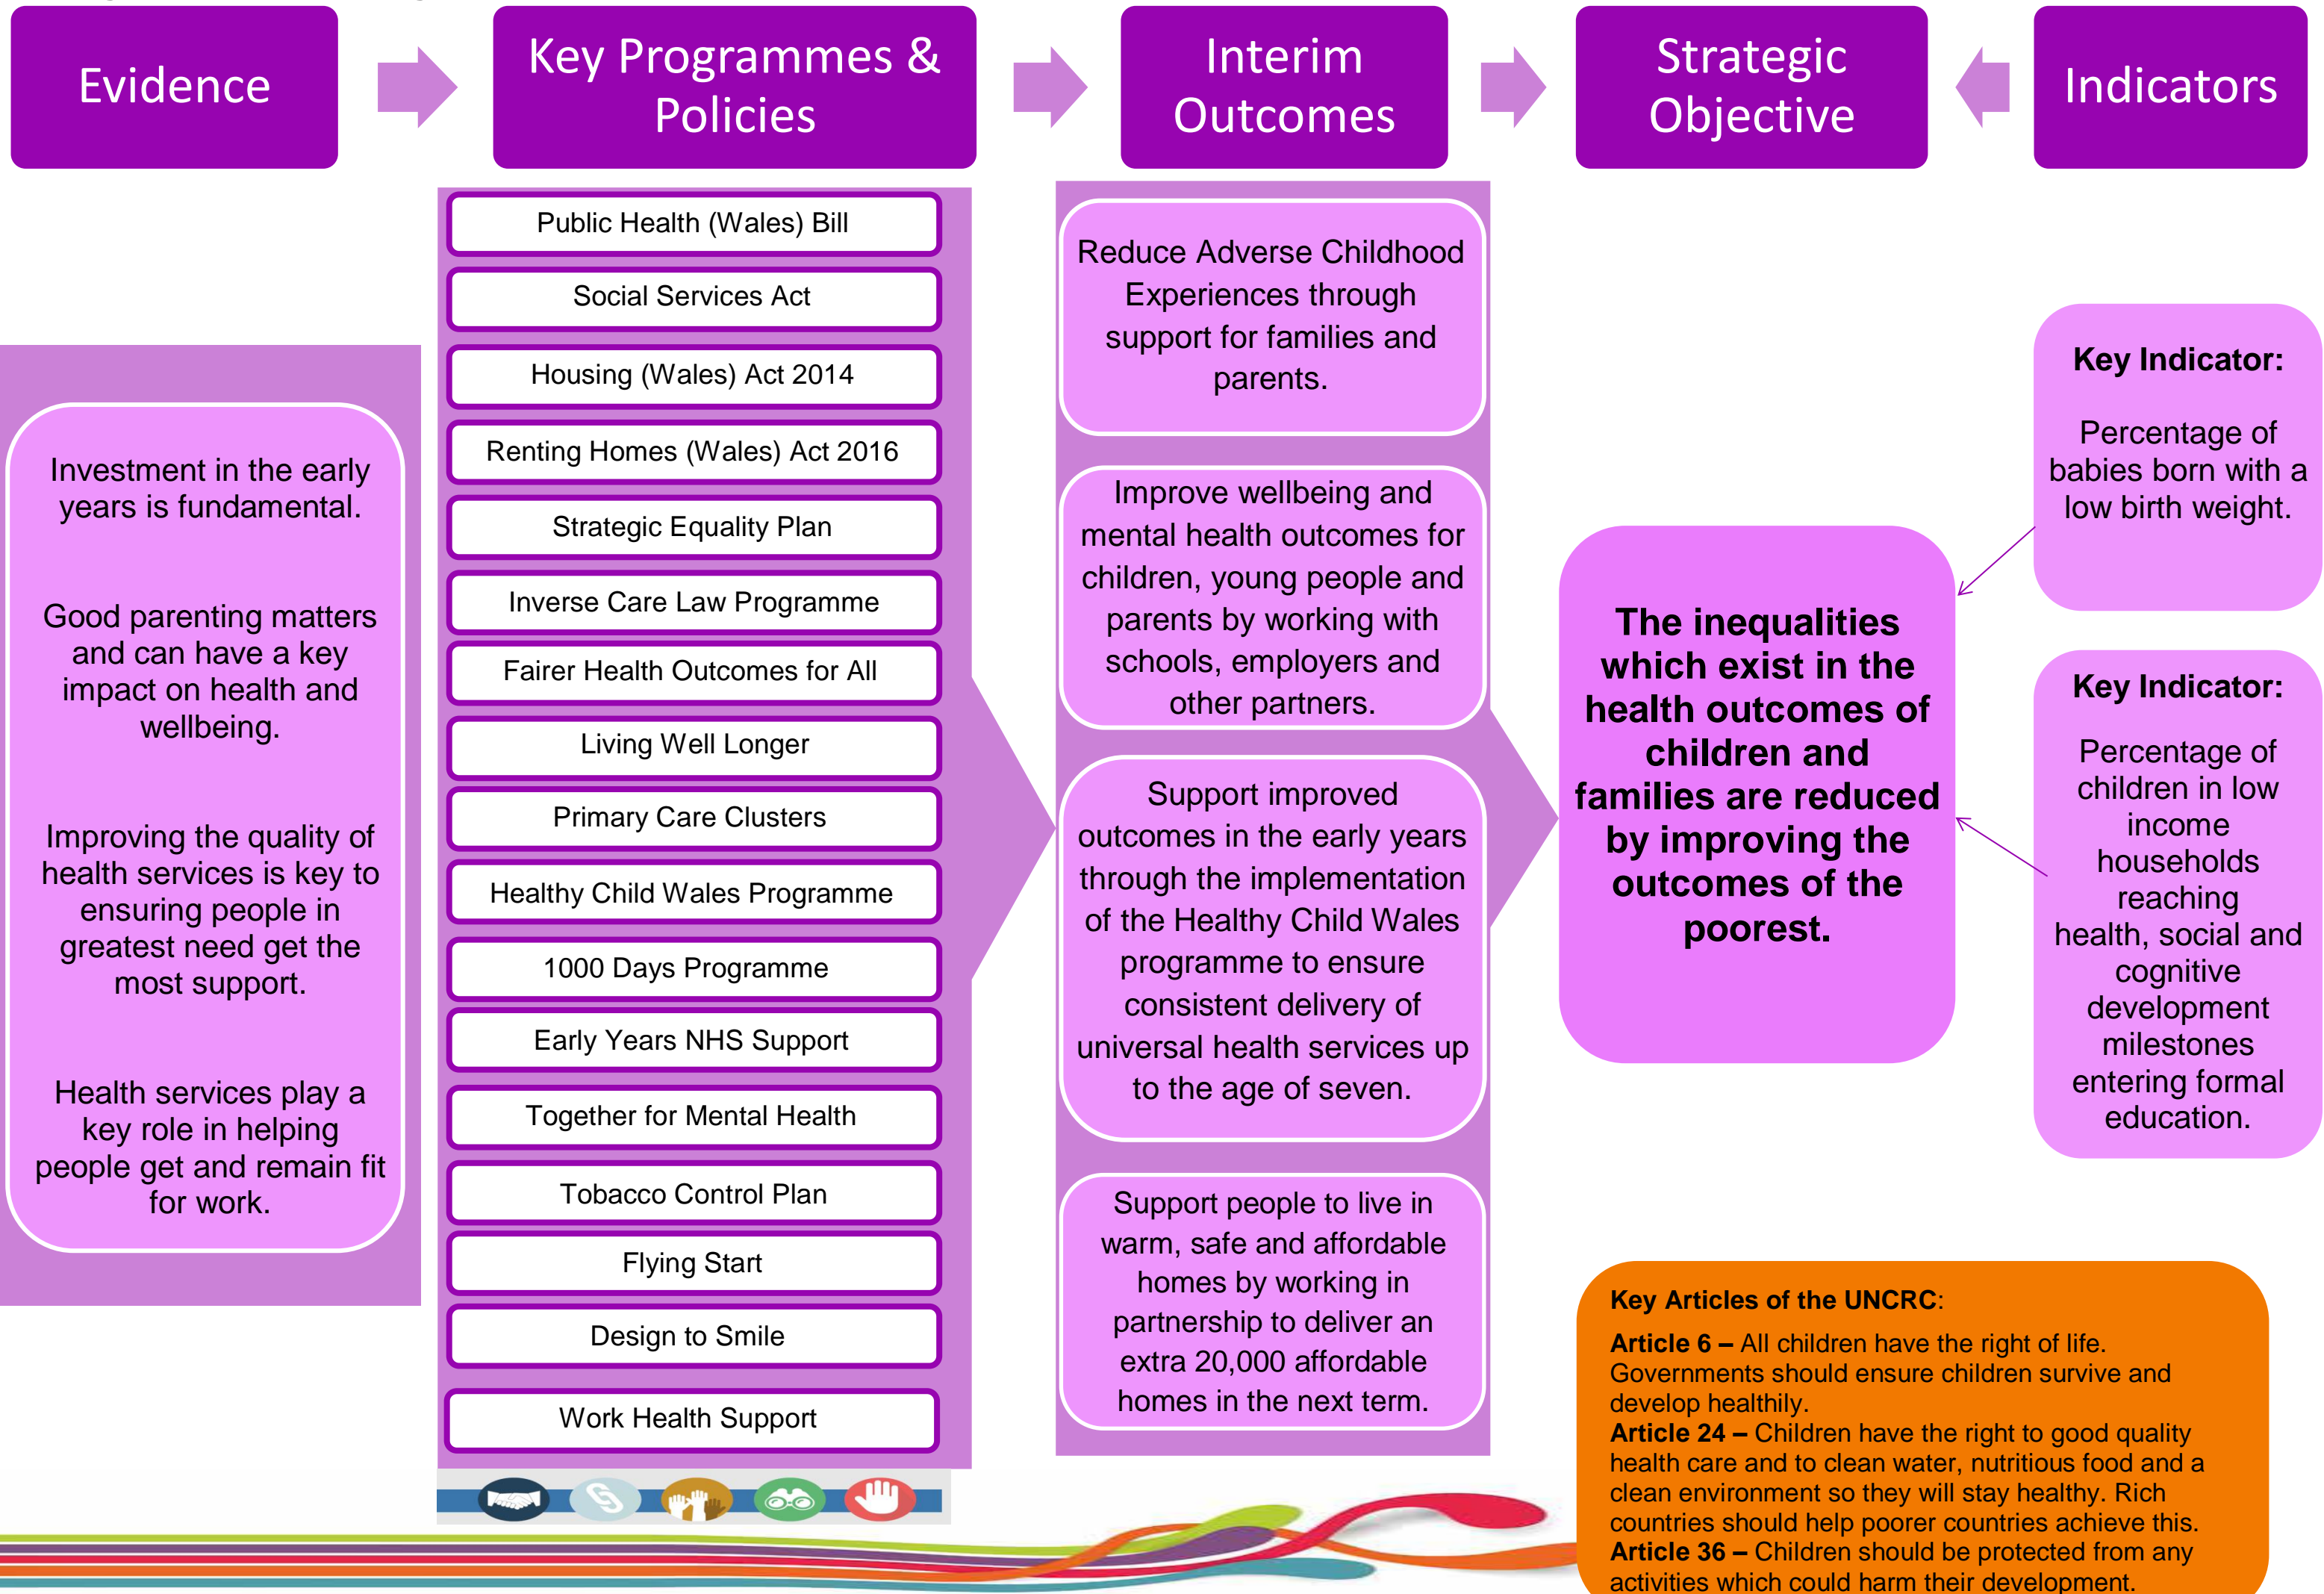 Evidence
Key Programmes &
Policies
Interim
Outcomes
Strategic
Objective
Indicators
Investment in the early
years is fundamental.
Good parenting matters
and can have a key
impact on health and
wellbeing.
Improving the quality of
health services is key to
ensuring people in
greatest need get the
most support.
Health services play a
key role in helping
people get and remain fit
for work.
Public Health (Wales) Bill
Social Services Act
Housing (Wales) Act 2014
Renting Homes (Wales) Act 2016
Strategic Equality Plan
Inverse Care Law Programme
Fairer Health Outcomes for All
Living Well Longer
Primary Care Clusters
Healthy Child Wales Programme
1000 Days Programme
Early Years NHS Support
Together for Mental Health
Tobacco Control Plan
Flying Start
Design to Smile
Work Health Support
Reduce Adverse Childhood
Experiences through
support for families and
parents.
Improve wellbeing and
mental health outcomes for
children, young people and
parents by working with
schools, employers and
other partners.
Support improved
outcomes in the early years
through the implementation
of the Healthy Child Wales
programme to ensure
consistent delivery of
universal health services up
to the age of seven.
Support people to live in
warm, safe and affordable
homes by working in
partnership to deliver an
extra 20,000 affordable
homes in the next term.
The inequalities
which exist in the
health outcomes of
children and
families are reduced
by improving the
outcomes of the
poorest.
Key Indicator:
Percentage of
babies born with a
low birth weight.
Key Indicator:
Percentage of
children in low
income
households
reaching
health, social and
cognitive
development
milestones
entering formal
education.
Key Articles of the UNCRC:
Article 6 – All children have the right of life.
Governments should ensure children survive and
develop healthily.
Article 24 – Children have the right to good quality
health care and to clean water, nutritious food and a
clean environment so they will stay healthy. Rich
countries should help poorer countries achieve this.
Article 36 – Children should be protected from any
activities which could harm their development.